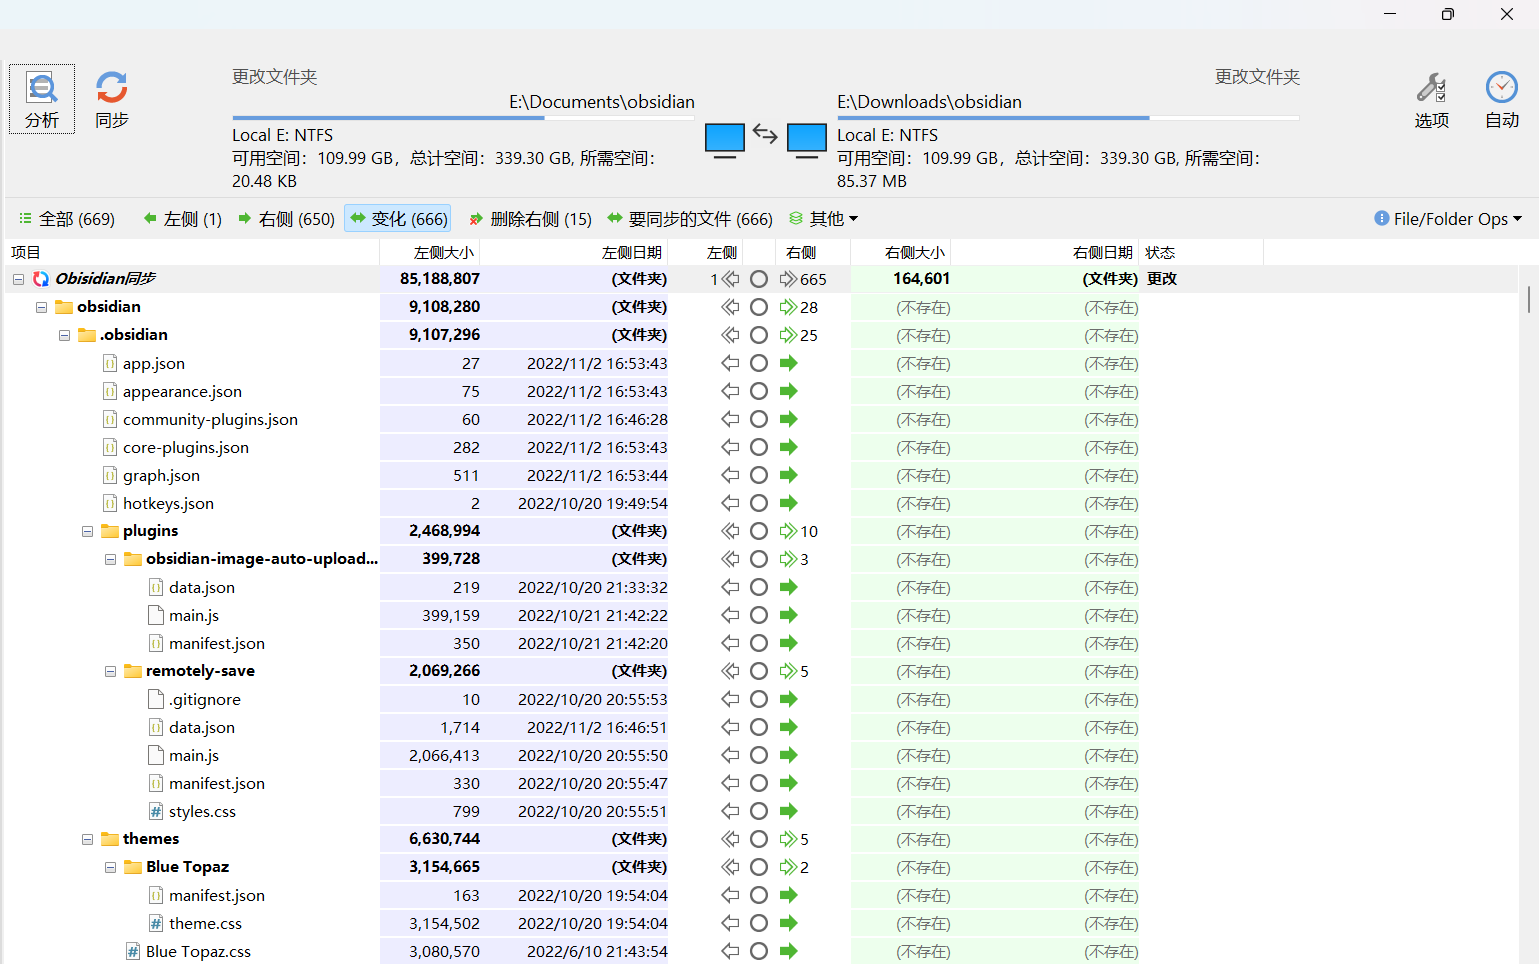 分析
同步
更改文件夹
E:\Documents\obsidian
Local E: NTFS
可用空间：109.99 GB，总计空间：339.30 GB, 所需空间：
20.48 KB
更改文件夹
E:\Downloads\obsidian
Local E: NTFS
可用空间：109.99 GB，总计空间：339.30 GB, 所需空间：
85.37 MB
选项
自动
全部 (669) 左侧 (1) 右侧 (650) 变化 (666) 删除右侧 (15) 要同步的文件 (666) 其他 File/Folder Ops
项目 左侧大小 左侧日期 左侧 右侧 右侧大小 右侧日期 状态
Obisidian同步 85,188,807 (文件夹) 1 665 164,601 (文件夹) 更改
obsidian 9,108,280 (文件夹) 28 (不存在) (不存在)
.obsidian 9,107,296 (文件夹) 25 (不存在) (不存在)
app.json 27 2022/11/2 16:53:43 (不存在) (不存在)
appearance.json 75 2022/11/2 16:53:43 (不存在) (不存在)
community-plugins.json 60 2022/11/2 16:46:28 (不存在) (不存在)
core-plugins.json 282 2022/11/2 16:53:43 (不存在) (不存在)
graph.json 511 2022/11/2 16:53:44 (不存在) (不存在)
hotkeys.json 2 2022/10/20 19:49:54 (不存在) (不存在)
plugins 2,468,994 (文件夹) 10 (不存在) (不存在)
obsidian-image-auto-upload... 399,728 (文件夹) 3 (不存在) (不存在)
data.json 219 2022/10/20 21:33:32 (不存在) (不存在)
main.js 399,159 2022/10/21 21:42:22 (不存在) (不存在)
manifest.json 350 2022/10/21 21:42:20 (不存在) (不存在)
remotely-save 2,069,266 (文件夹) 5 (不存在) (不存在)
.gitignore 10 2022/10/20 20:55:53 (不存在) (不存在)
data.json 1,714 2022/11/2 16:46:51 (不存在) (不存在)
main.js 2,066,413 2022/10/20 20:55:50 (不存在) (不存在)
manifest.json 330 2022/10/20 20:55:47 (不存在) (不存在)
styles.css 799 2022/10/20 20:55:51 (不存在) (不存在)
themes 6,630,744 (文件夹) 5 (不存在) (不存在)
Blue Topaz 3,154,665 (文件夹) 2 (不存在) (不存在)
manifest.json 163 2022/10/20 19:54:04 (不存在) (不存在)
theme.css 3,154,502 2022/10/20 19:54:04 (不存在) (不存在)
Blue Topaz.css 3,080,570 2022/6/10 21:43:54 (不存在) (不存在)